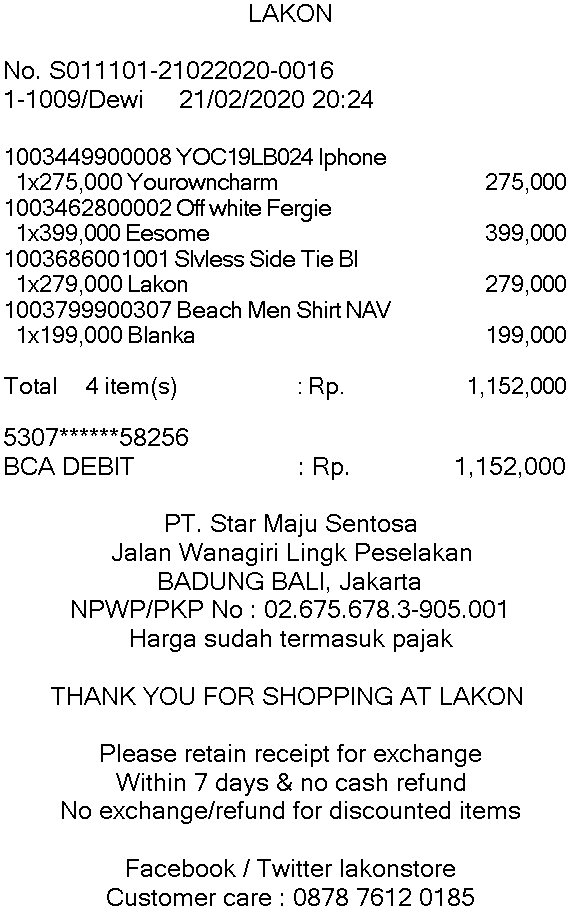 LAKON
No. S011101-21022020-0016
1-1009/Dewi 21/02/2020 20:24
1003449900008 YOC19LB024 Iphone
1x275,000 Yourowncharm 275,000
1003462800002 Off white Fergie
1x399,000 Eesome 399,000
1003686001001 Slvless Side Tie Bl
1x279,000 Lakon 279,000
1003799900307 Beach Men Shirt NAV
1x199,000 Blanka 199,000
Total 4 item(s) : Rp. 1,152,000
5307******58256
BCA DEBIT : Rp. 1,152,000
PT. Star Maju Sentosa
Jalan Wanagiri Lingk Peselakan
BADUNG BALI, Jakarta
NPWP/PKP No : 02.675.678.3-905.001
Harga sudah termasuk pajak
THANK YOU FOR SHOPPING AT LAKON
Please retain receipt for exchange
Within 7 days & no cash refund
No exchange/refund for discounted items
Facebook / Twitter lakonstore
Customer care : 0878 7612 0185